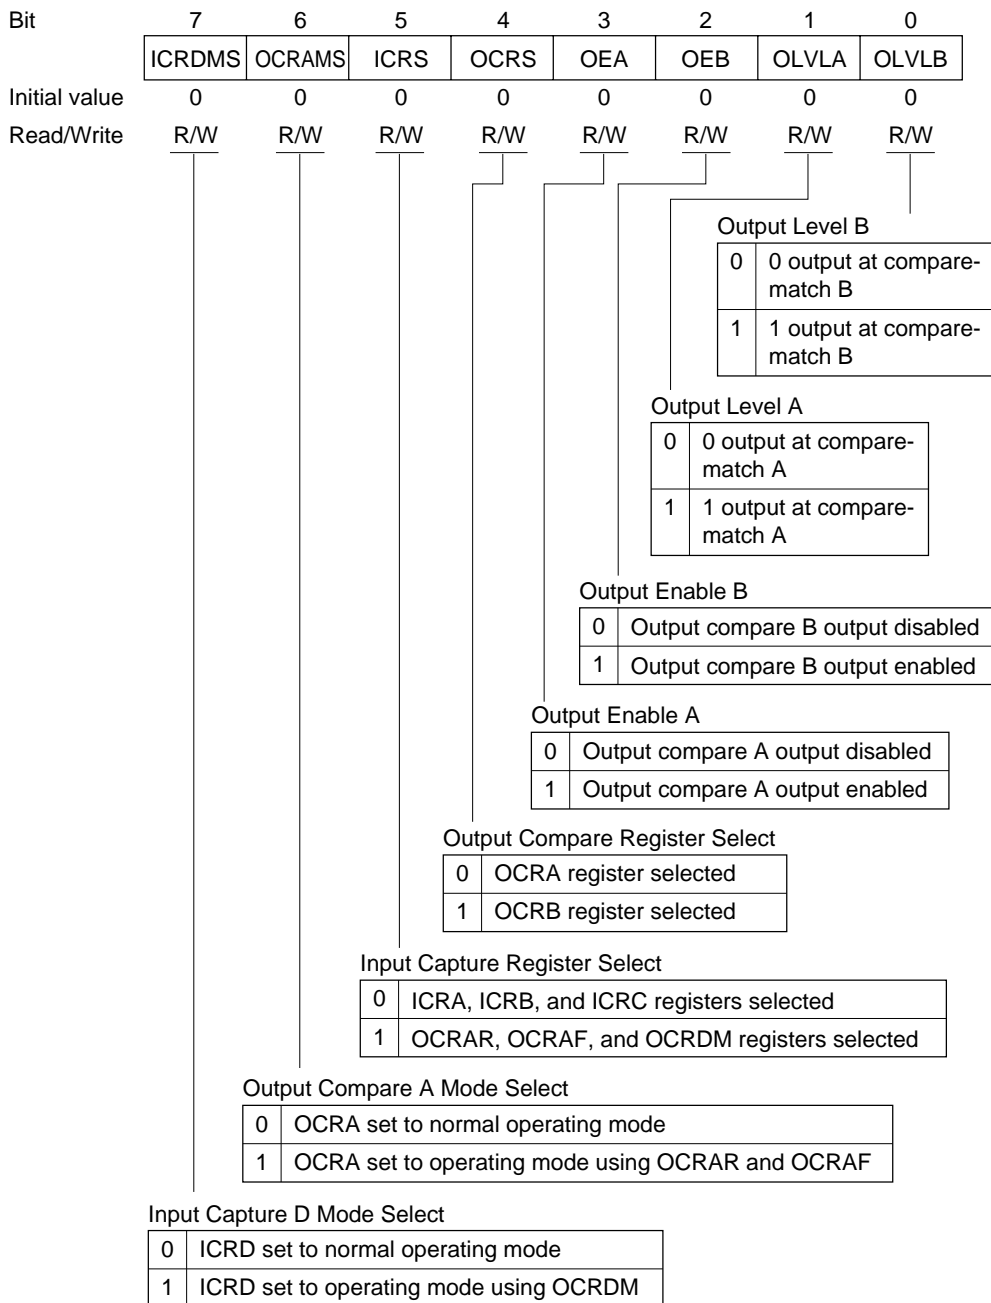 Bit 7 6 5 4 3 2 1 0
ICRDMS OCRAMS ICRS OCRS OEA OEB OLVLA OLVLB
Initial value 0 0 0 0 0 0 0 0
Read/Write R/W R/W R/W R/W R/W R/W R/W R/W
Output Level B
0 0 output at compare-
match B
1 1 output at compare-
match B
Output Level A
0 0 output at compare-
match A
1 1 output at compare-
match A
Output Enable B
0 Output compare B output disabled
1 Output compare B output enabled
Output Enable A
0 Output compare A output disabled
1 Output compare A output enabled
Output Compare Register Select
0 OCRA register selected
1 OCRB register selected
Input Capture Register Select
0 ICRA, ICRB, and ICRC registers selected
1 OCRAR, OCRAF, and OCRDM registers selected
Output Compare A Mode Select
0 OCRA set to normal operating mode
1 OCRA set to operating mode using OCRAR and OCRAF
Input Capture D Mode Select
0 ICRD set to normal operating mode
1 ICRD set to operating mode using OCRDM